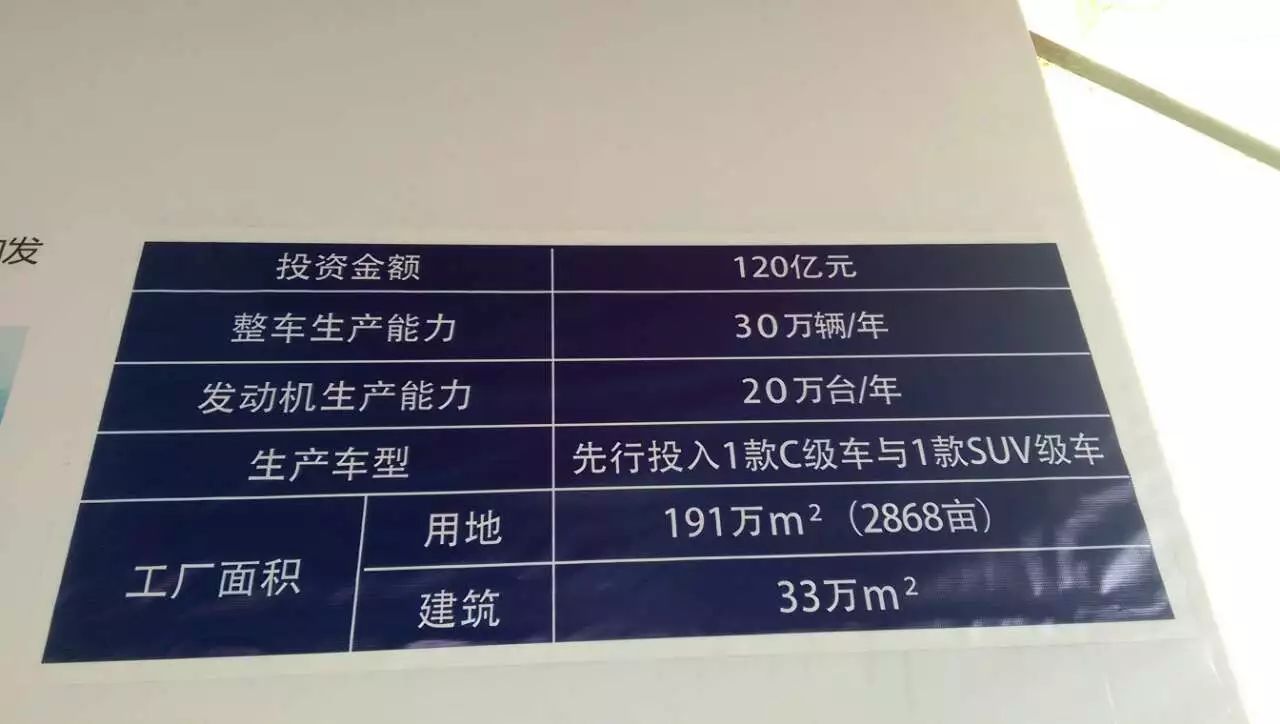 发
投资金额 120亿元
整车生产能力 30万辆/年
发动机生产能力 20万台/年
生产车型 先行投入1款C级车与1款SUV级车
工厂面积 用地 191万m²（2868亩）
建筑 33万m²